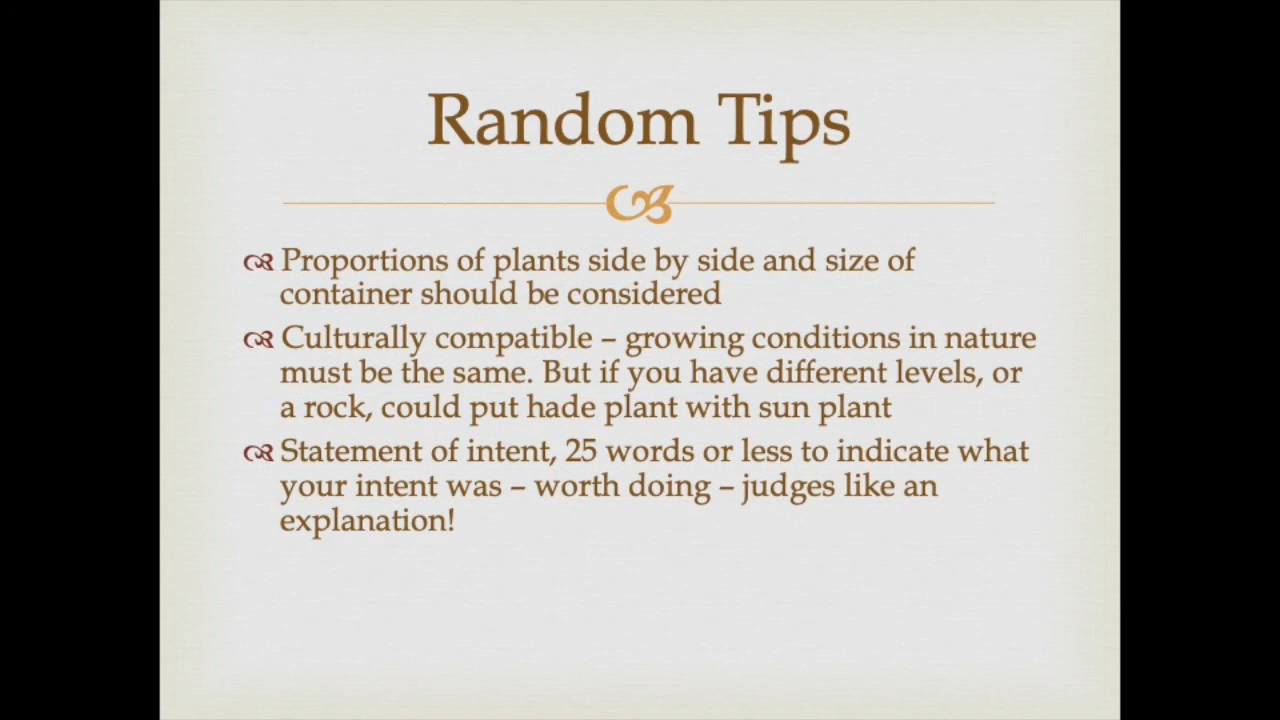 Random Tips
Proportions of plants side by side and size of
container should be considered
Culturally compatible – growing conditions in nature
must be the same. But if you have different levels, or
a rock, could put hade plant with sun plant
Statement of intent, 25 words or less to indicate what
your intent was – worth doing – judges like an
explanation!